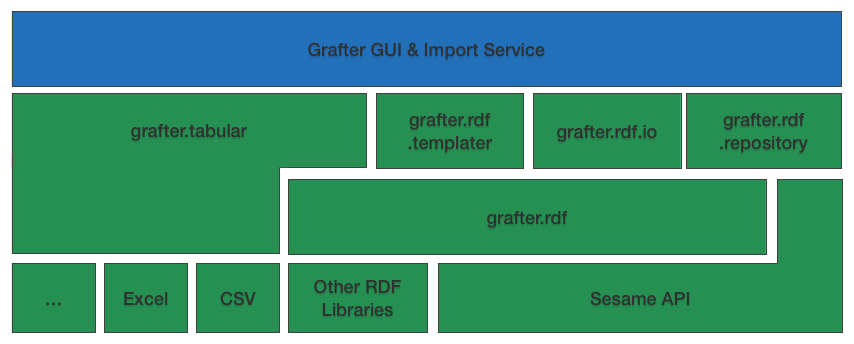 Grafter GUI & Import Service
grafter.tabular
grafter.rdf
.templater
grafter.rdf.io
grafter.rdf
.repository
grafter.rdf
...
Excel
CSV
Other RDF
Libraries
Sesame API